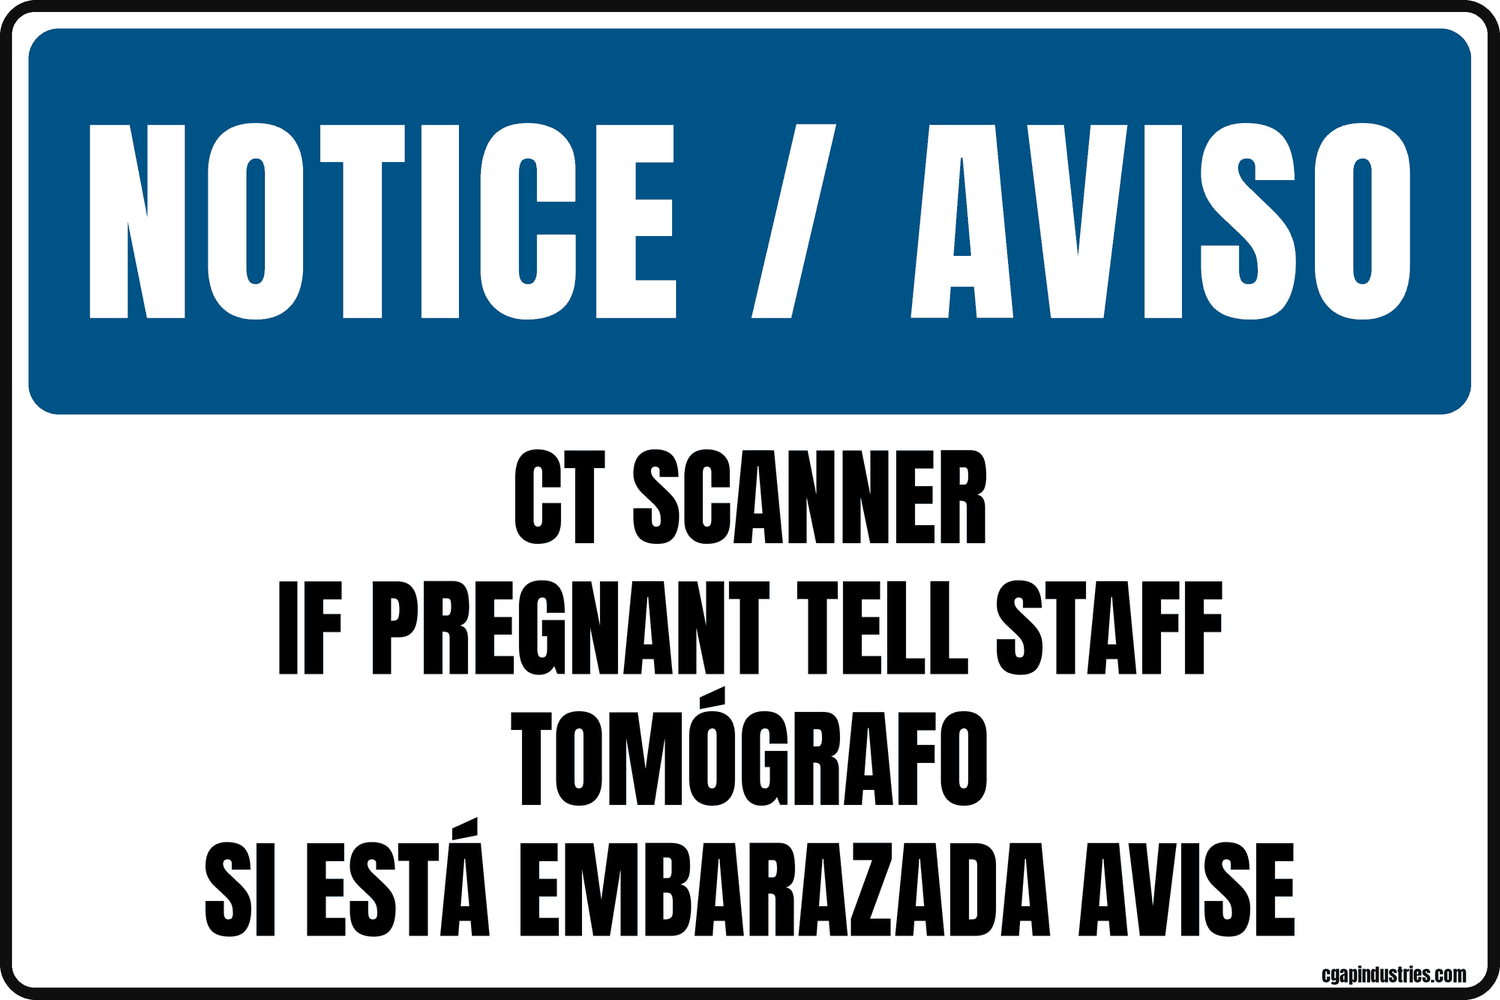 NOTICE / AVISO
CT SCANNER
IF PREGNANT TELL STAFF
TOMÓGRAFO
SI ESTÁ EMBARAZADA AVISE
cgapindustries.com